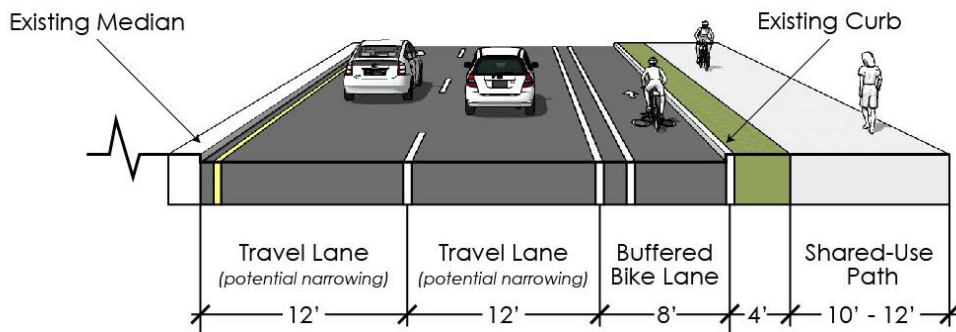 Existing Median
Existing Curb
Travel Lane
(potential narrowing)
Travel Lane
(potential narrowing)
Buffered
Bike Lane
Shared-Use
Path
12’
12’
8’
4’
10’ - 12’